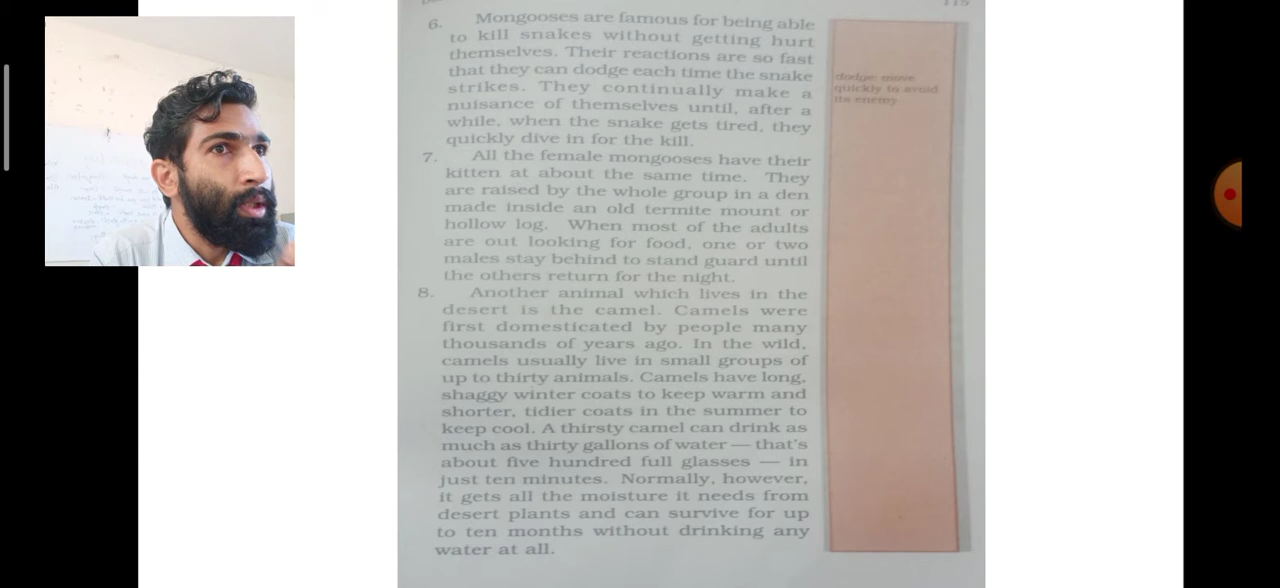 115
6. Mongooses are famous for being able
to kill snakes without getting hurt
themselves. Their reactions are so fast
that they can dodge each time the snake
strikes. They continually make a
nuisance of themselves until, after a
while, when the snake gets tired, they
quickly dive in for the kill.
dodge: move
quickly to avoid
its enemy
7. All the female mongooses have their
kitten at about the same time. They
are raised by the whole group in a den
made inside an old termite mount or
hollow log. When most of the adults
are out looking for food, one or two
males stay behind to stand guard until
the others return for the night.
8. Another animal which lives in the
desert is the camel. Camels were
first domesticated by people many
thousands of years ago. In the wild,
camels usually live in small groups of
up to thirty animals. Camels have long,
shaggy winter coats to keep warm and
shorter, tidier coats in the summer to
keep cool. A thirsty camel can drink as
much as thirty gallons of water — that's
about five hundred full glasses — in
just ten minutes. Normally, however,
it gets all the moisture it needs from
desert plants and can survive for up
to ten months without drinking any
water at all.